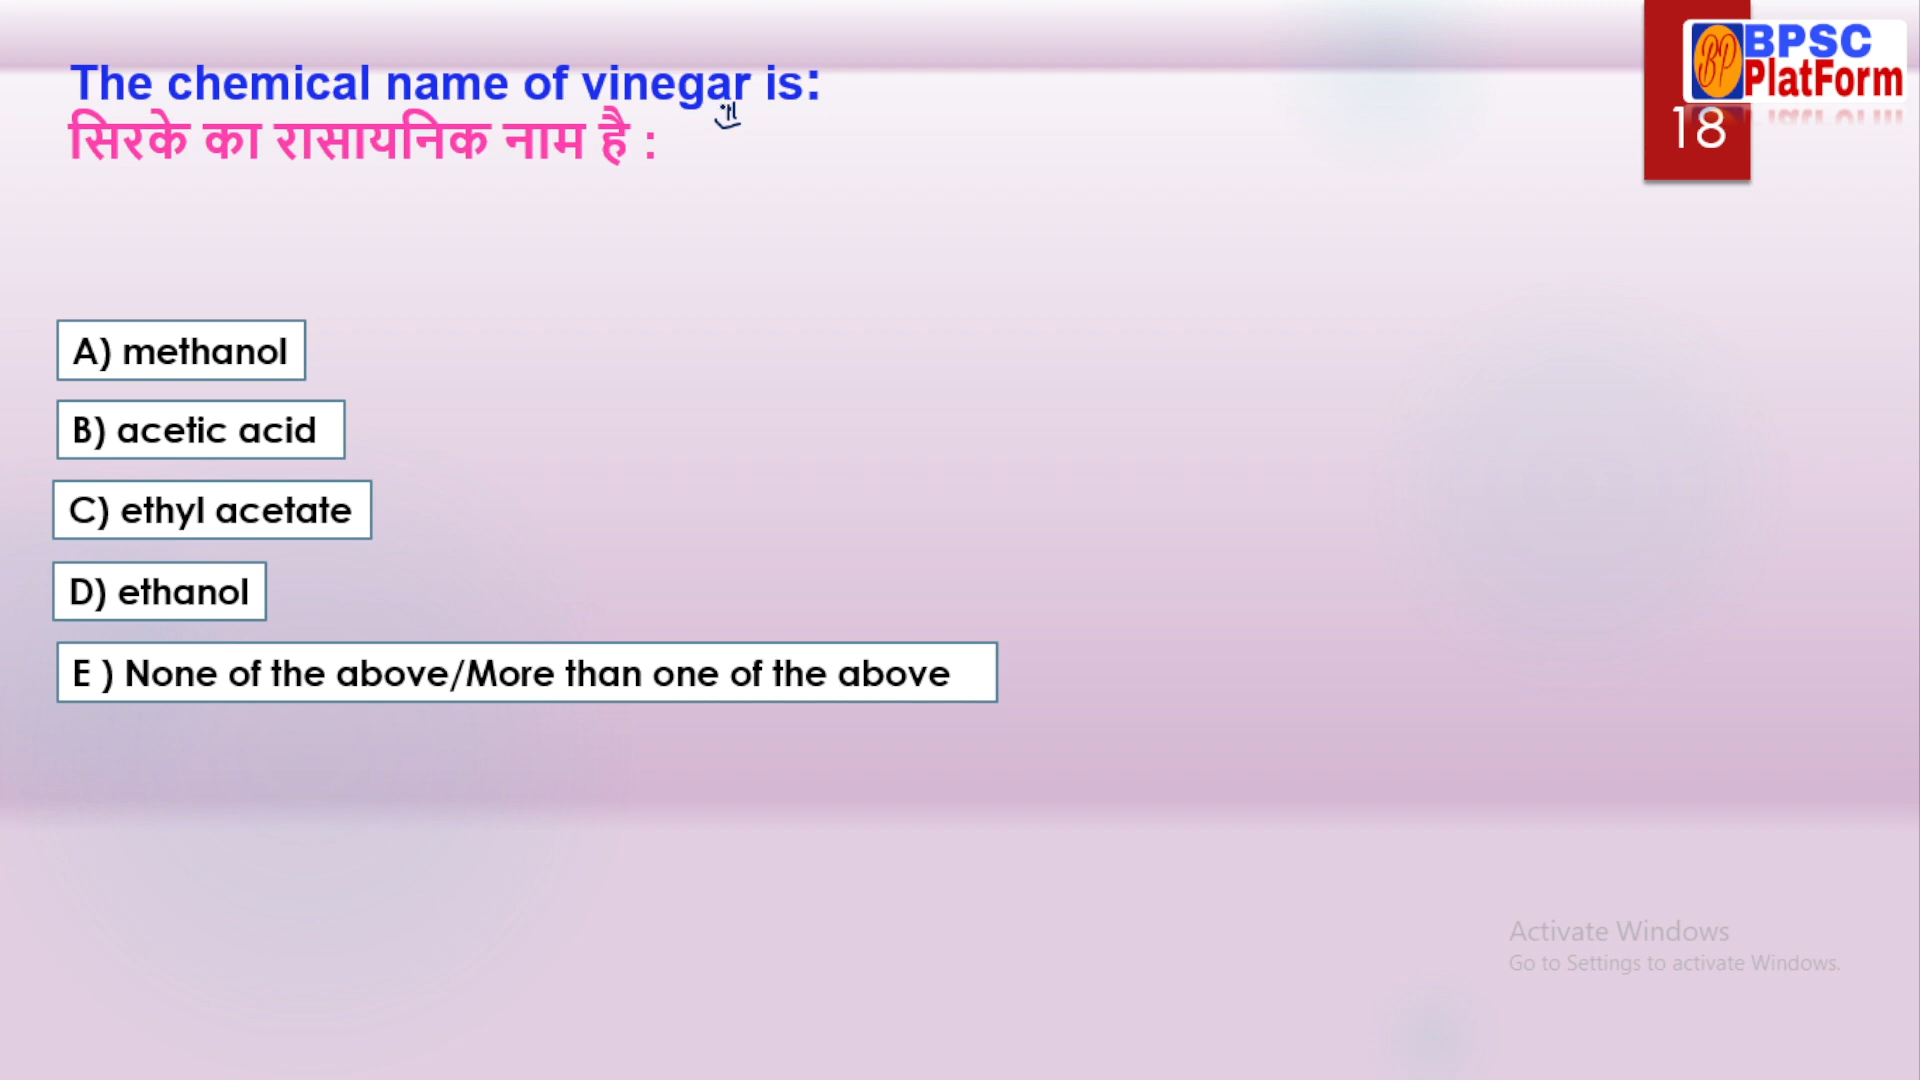 BPSC
PlatForm
18
The chemical name of vinegar is:
सिरके का रासायनिक नाम है :
A) methanol
B) acetic acid
C) ethyl acetate
D) ethanol
E ) None of the above/More than one of the above
Activate Windows
Go to Settings to activate Windows.